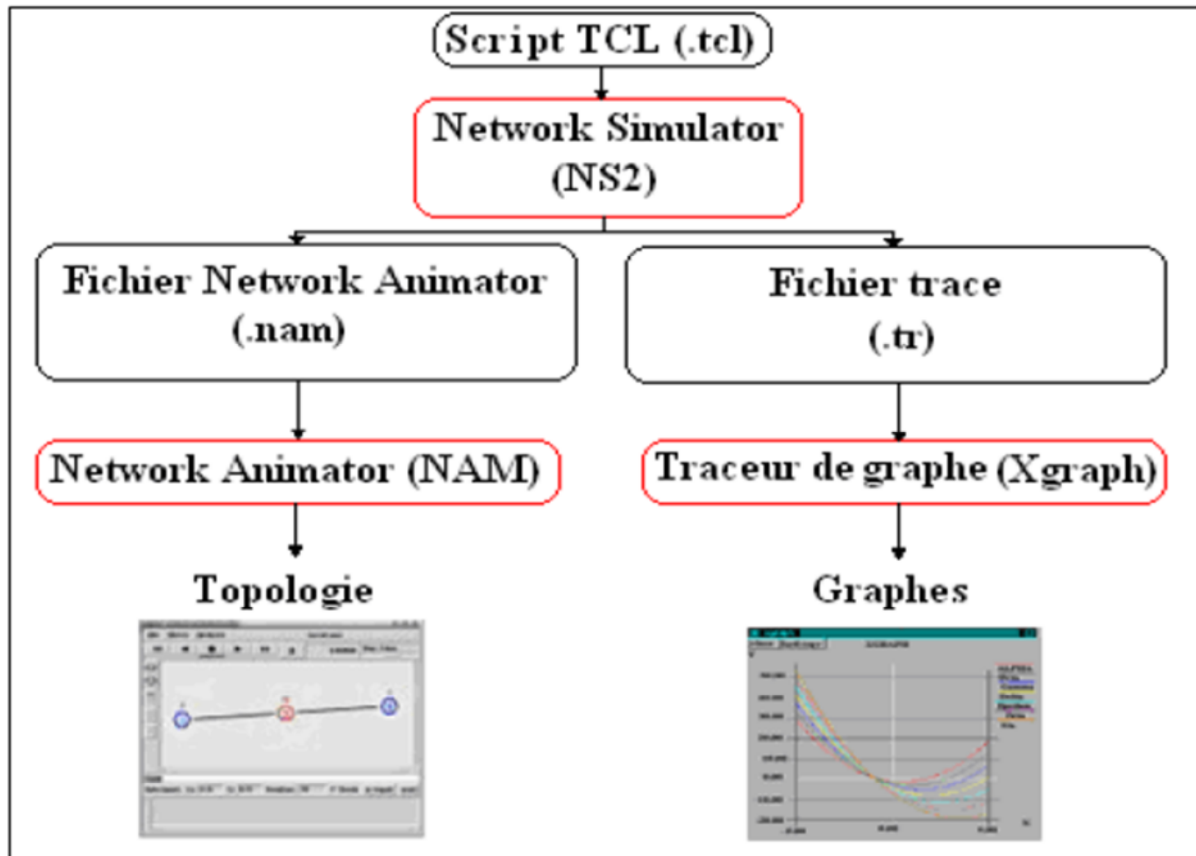 Script TCL (.tcl)
Network Simulator
(NS2)
Fichier Network Animator
(.nam)
Fichier trace
(.tr)
Network Animator (NAM)
Traceur de graphe (Xgraph)
Topologie
Graphes